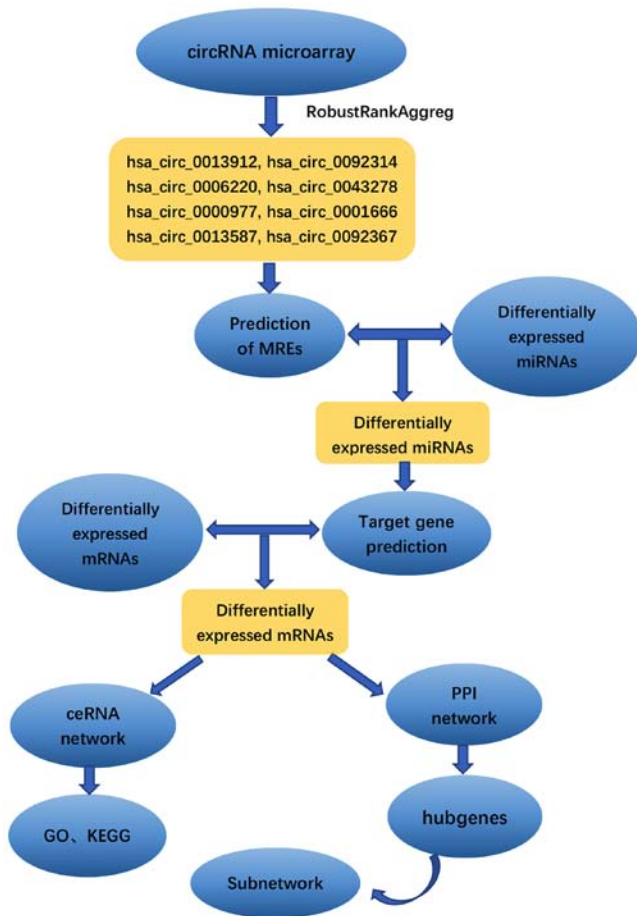 circRNA microarray
RobustRankAggreg
hsa_circ_0013912, hsa_circ_0092314
hsa_circ_0006220, hsa_circ_0043278
hsa_circ_0000977, hsa_circ_0001666
hsa_circ_0013587, hsa_circ_0092367
Prediction
of MREs
Differentially
expressed
miRNAs
Differentially
expressed miRNAs
Differentially
expressed
mRNAs
Target gene
prediction
Differentially
expressed mRNAs
ceRNA
network
PPI
network
GO、KEGG
hubgenes
Subnetwork